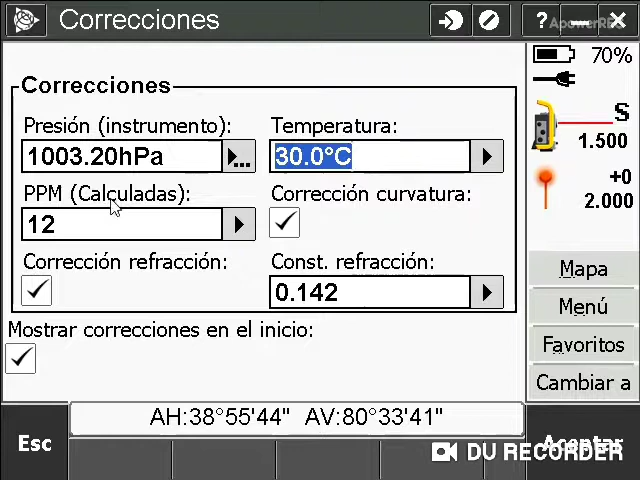 Correcciones
?
ApowerREC
70%
Correcciones
Presión (instrumento):
Temperatura:
1003.20hPa
...
30.0°C
S
1.500
PPM (Calculadas):
Corrección curvatura:
12
+0
2.000
Corrección refracción:
Const. refracción:
0.142
Mapa
Menú
Mostrar correcciones en el inicio:
Favoritos
Cambiar a
AH:38°55'44" AV:80°33'41"
Esc
Aceptar
DU RECORDER